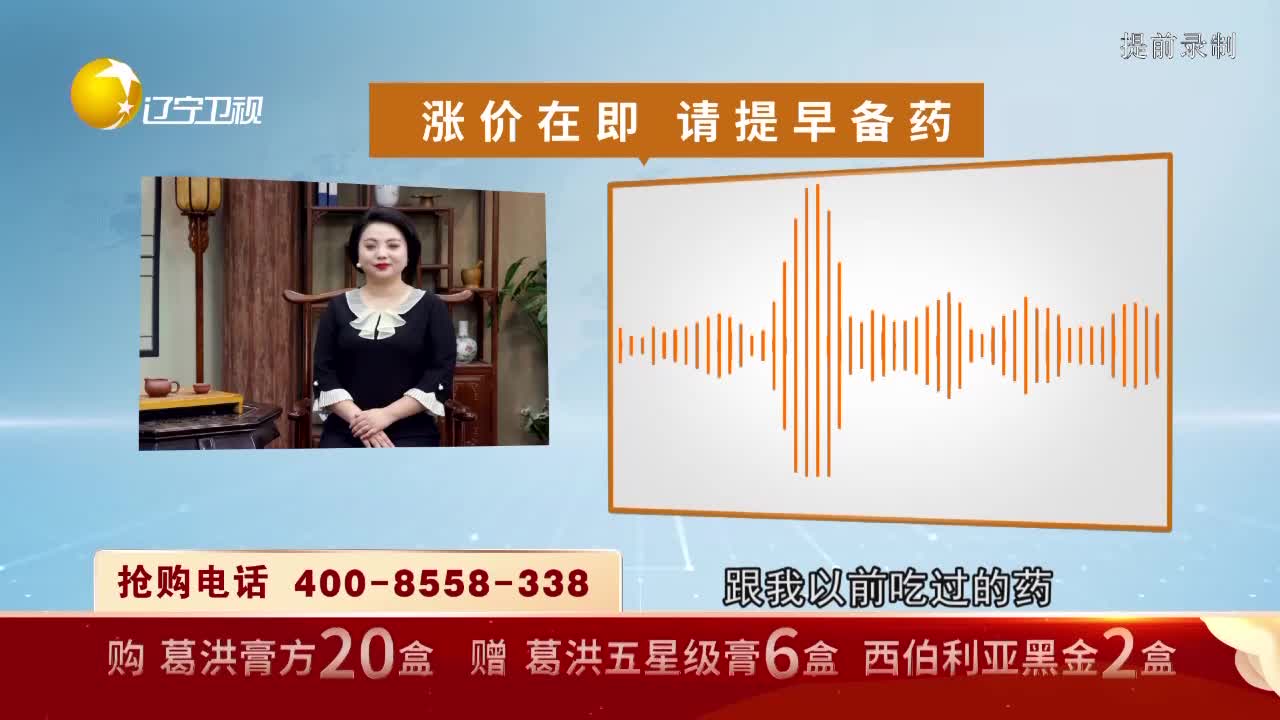 提前录制
辽宁卫视
涨价在即 请提早备药
抢购电话 400-8558-338
跟我以前吃过的药
购 葛洪膏方20盒 赠 葛洪五星级膏6盒 西伯利亚黑金2盒